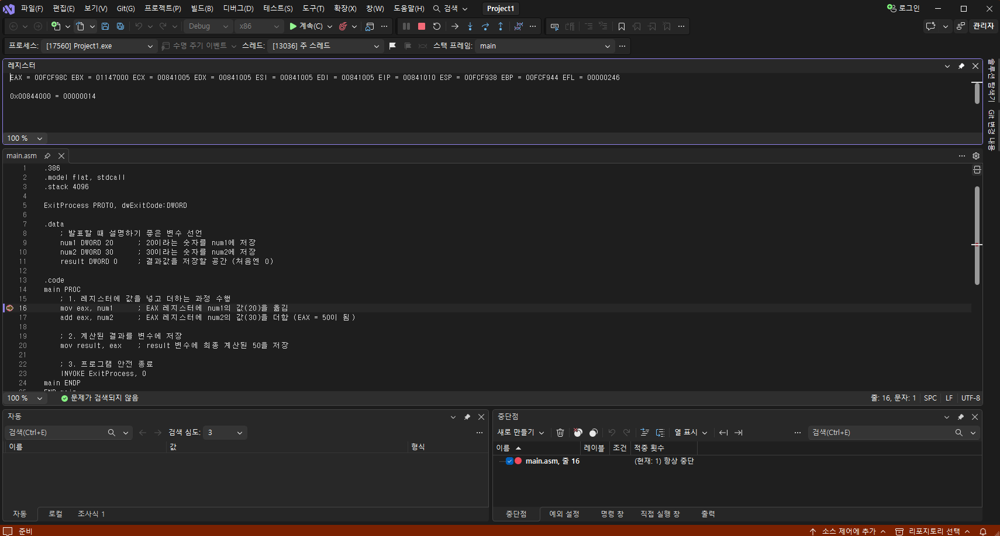 파일(F) 편집(E) 보기(V) Git(G) 프로젝트(P) 빌드(B) 디버그(D) 테스트(S) 도구(T) 확장(X) 창(W) 도움말(H) 검색 Project1 로그인
Debug x86 계속(C) 관리자
프로세스: [17560] Project1.exe 수명 주기 이벤트 스레드: [13036] 주 스레드 스택 프레임: main
레지스터
EAX = 00FCF98C EBX = 01147000 ECX = 00841005 EDX = 00841005 ESI = 00841005 EDI = 00841005 EIP = 00841010 ESP = 00FCF938 EBP = 00FCF944 EFL = 00000246
0x00844000 = 00000014
100 %
솔루션 탐색기
Git 변경 내용
main.asm
1 .386
2 .model flat, stdcall
3 .stack 4096
4
5 ExitProcess PROTO, dwExitCode:DWORD
6
7 .data
8 ; 발표할 때 설명하기 좋은 변수 선언
9 num1 DWORD 20 ; 20이라는 숫자를 num1에 저장
10 num2 DWORD 30 ; 30이라는 숫자를 num2에 저장
11 result DWORD 0 ; 결과값을 저장할 공간 (처음엔 0)
12
13 .code
14 main PROC
15 ; 1. 레지스터에 값을 넣고 더하는 과정 수행
16 mov eax, num1 ; EAX 레지스터에 num1의 값(20)을 옮김
17 add eax, num2 ; EAX 레지스터에 num2의 값(30)을 더함 (EAX = 50이 됨)
18
19 ; 2. 계산된 결과를 변수에 저장
20 mov result, eax ; result 변수에 최종 계산된 50을 저장
21
22 ; 3. 프로그램 안전 종료
23 INVOKE ExitProcess, 0
24 main ENDP
25 END main
100 % 문제가 검색되지 않음 줄: 16, 문자: 1 SPC LF UTF-8
자동
검색(Ctrl+E) 검색 심도: 3
이름 값 형식
자동 로컬 조사식 1
중단점
새로 만들기 열 표시 검색(Ctrl+E)
이름 레이블 조건 적중 횟수
main.asm, 줄 16 (현재: 1) 항상 중단
중단점 예외 설정 명령 창 직접 실행 창 출력
준비 소스 제어에 추가 리포지토리 선택